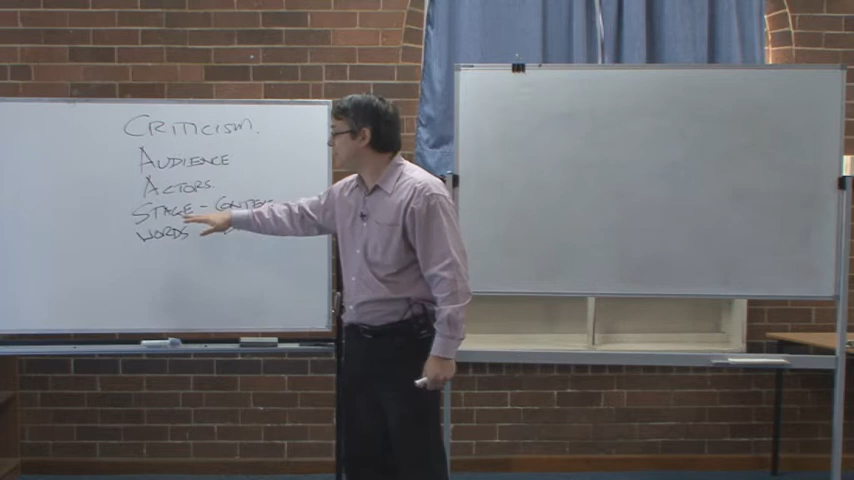 CRITICISM.
AUDIENCE
ACTORS.
STAGE -
WORDS